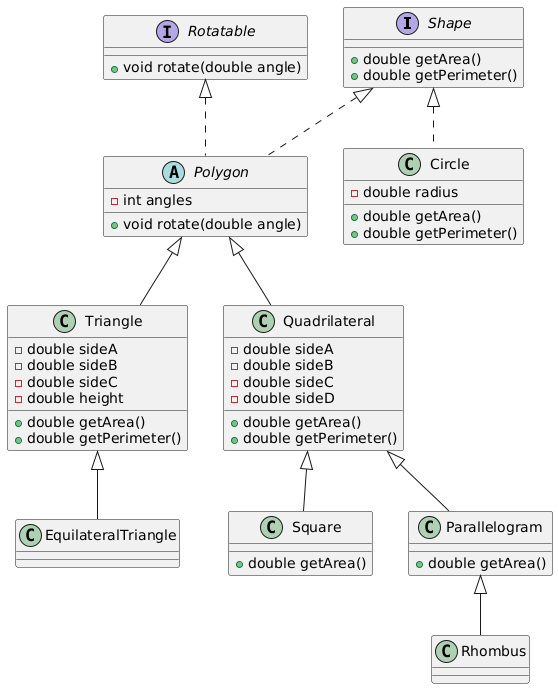 I Rotatable
+ void rotate(double angle)
I Shape
double getArea()
double getPerimeter()
A Polygon
int angles
void rotate(double angle)
C Circle
double radius
double getArea()
double getPerimeter()
C Triangle
double sideA
double sideB
double sideC
double height
double getArea()
double getPerimeter()
C Quadrilateral
double sideA
double sideB
double sideC
double sideD
double getArea()
double getPerimeter()
C EquilateralTriangle
C Square
double getArea()
C Parallelogram
double getArea()
C Rhombus